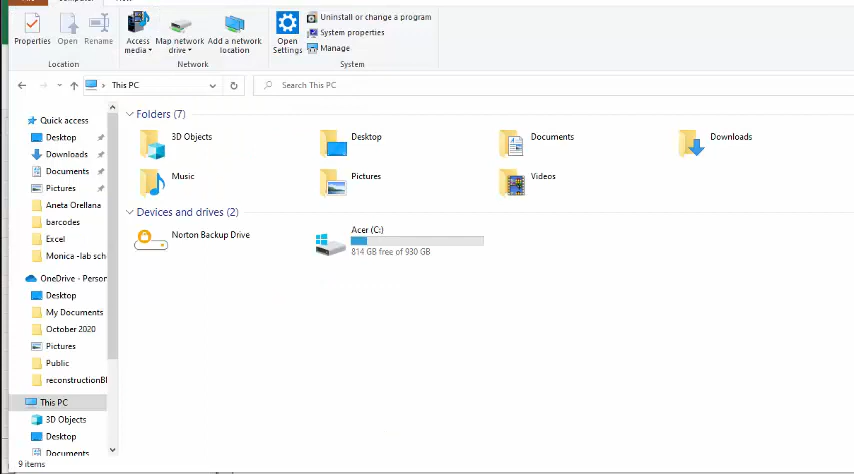 Properties
Open
Rename
Access media
Map network drive
Add a network location
Open Settings
Uninstall or change a program
System properties
Manage
Location
Network
System
This PC
Search This PC
Quick access
Desktop
Downloads
Documents
Pictures
Aneta Orellana
barcodes
Excel
Monica -lab sch
OneDrive - Person
Desktop
My Documents
October 2020
Pictures
Public
reconstructionBl
This PC
3D Objects
Desktop
Documents
Folders (7)
3D Objects
Desktop
Documents
Downloads
Music
Pictures
Videos
Devices and drives (2)
Norton Backup Drive
Acer (C:)
814 GB free of 930 GB
9 items